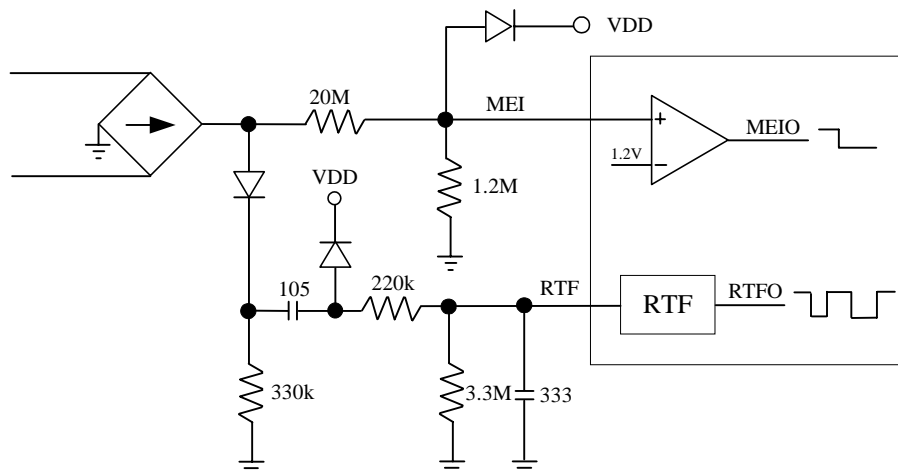 VDD
20M
MEI
MEIO
1.2V
VDD
1.2M
105
220k
RTF
RTF
RTFO
330k
3.3M
333